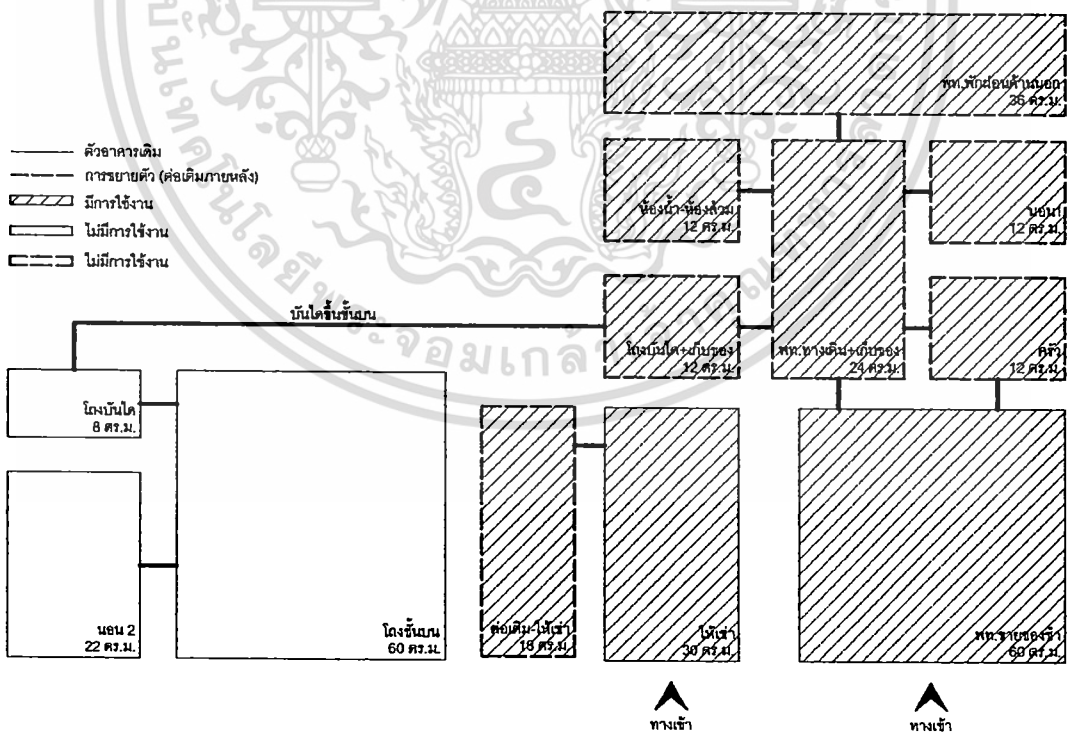 พท.พักผ่อนด้านนอก
36 ตร.ม.
ตัวอาคารเดิม
การขยายตัว (ต่อเติมภายหลัง)
มีการใช้งาน
ไม่มีการใช้งาน
ไม่มีการใช้งาน
ห้องน้ำ-ห้องส้วม
12 ตร.ม.
นอน1
12 ตร.ม.
บันไดขึ้นชั้นบน
โถงบันได+เก็บของ
12 ตร.ม.
พท.ทางเดิน+เก็บของ
24 ตร.ม.
ครัว
12 ตร.ม.
โถงบันได
8 ตร.ม.
นอน 2
22 ตร.ม.
โถงชั้นบน
60 ตร.ม.
ต่อเติม-ให้เช่า
18 ตร.ม.
ให้เช่า
30 ตร.ม.
พท.ขายของชำ
60 ตร.ม.
ทางเข้า
ทางเข้า